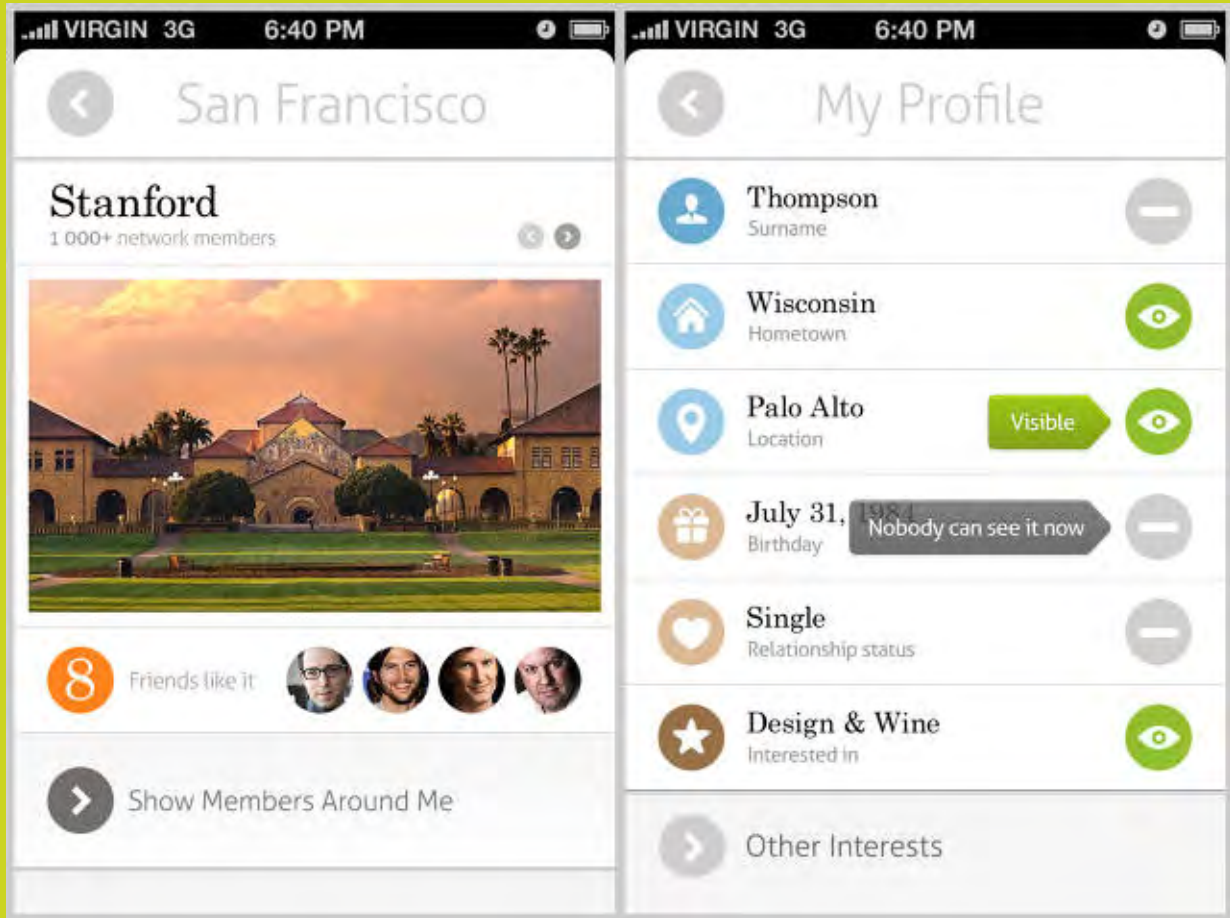 VIRGIN 3G 6:40 PM
San Francisco
Stanford
1 000+ network members
8 Friends like it
Show Members Around Me
VIRGIN 3G 6:40 PM
My Profile
Thompson
Surname
Wisconsin
Hometown
Palo Alto
Location
Visible
July 31, 1984
Birthday
Nobody can see it now
Single
Relationship status
Design & Wine
Interested in
Other Interests